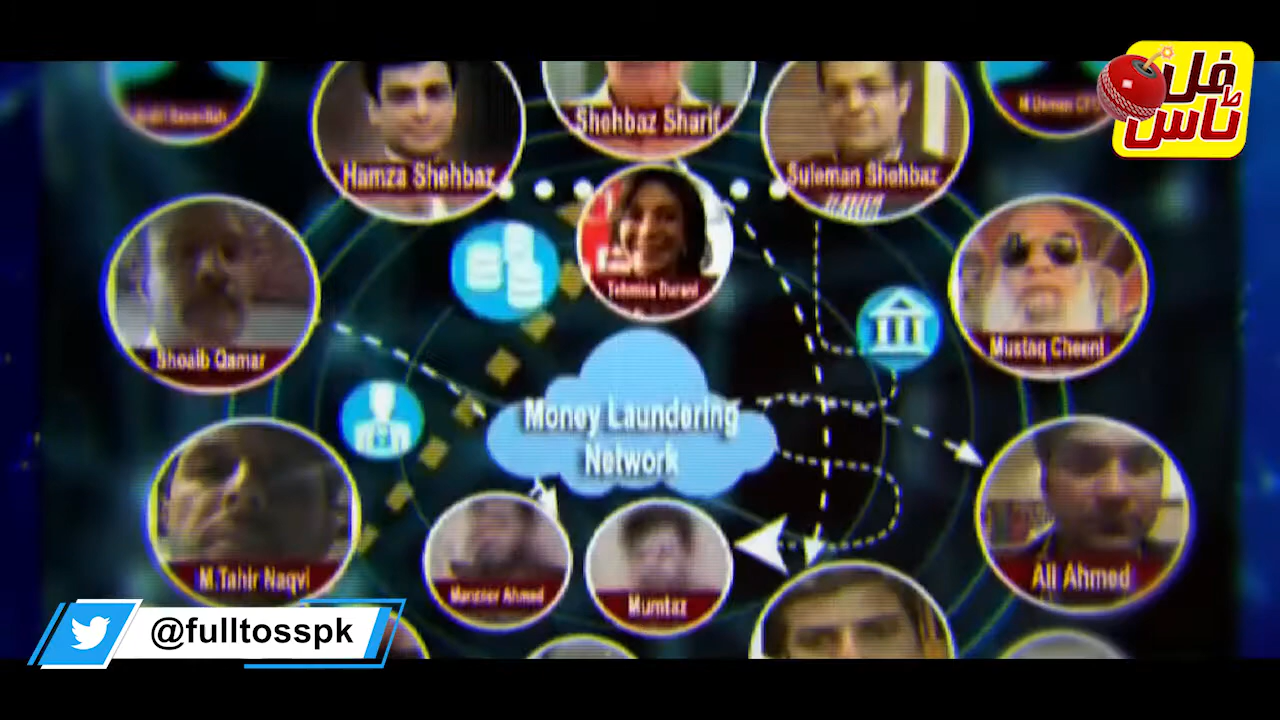 فل
ٹاس
Shehbaz Sharif
Hamza Shehbaz
Suleman Shehbaz
Tehmina Durani
Shoaib Qamar
Mustaq Cheeni
Money Laundering
Network
M.Tahir Naqvi
Ali Ahmed
Manzoor Ahmed
Mumtaz
@fulltosspk